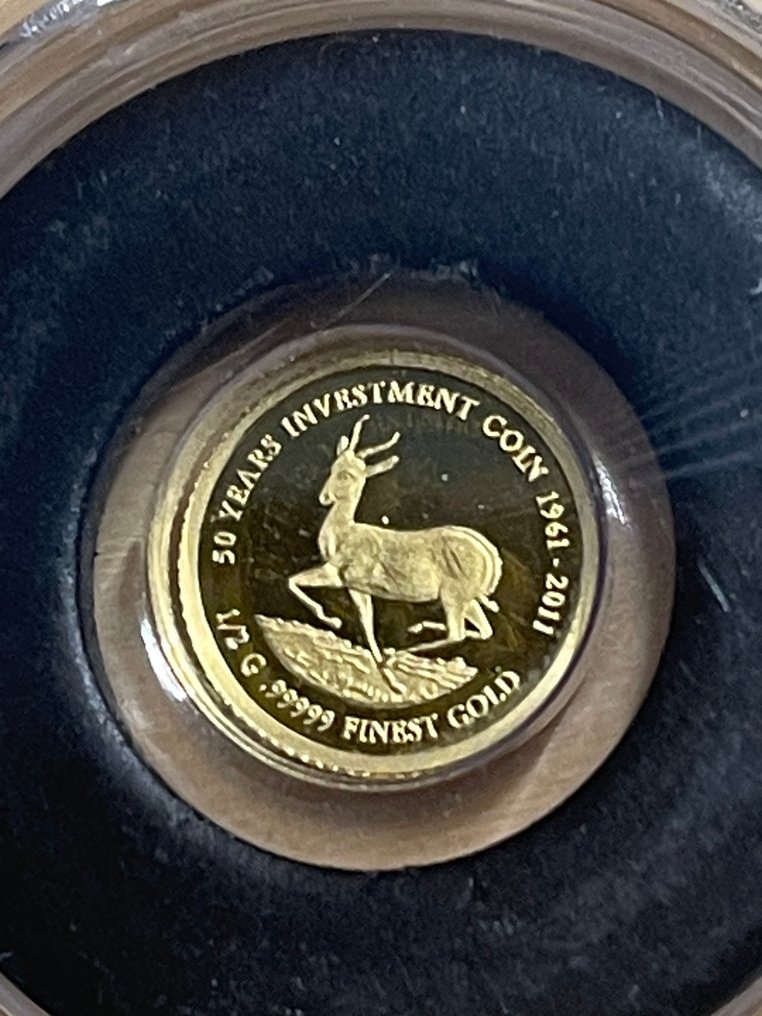 50 YEARS INVESTMENT COIN 1961-2011
1/2 G .99999 FINEST GOLD